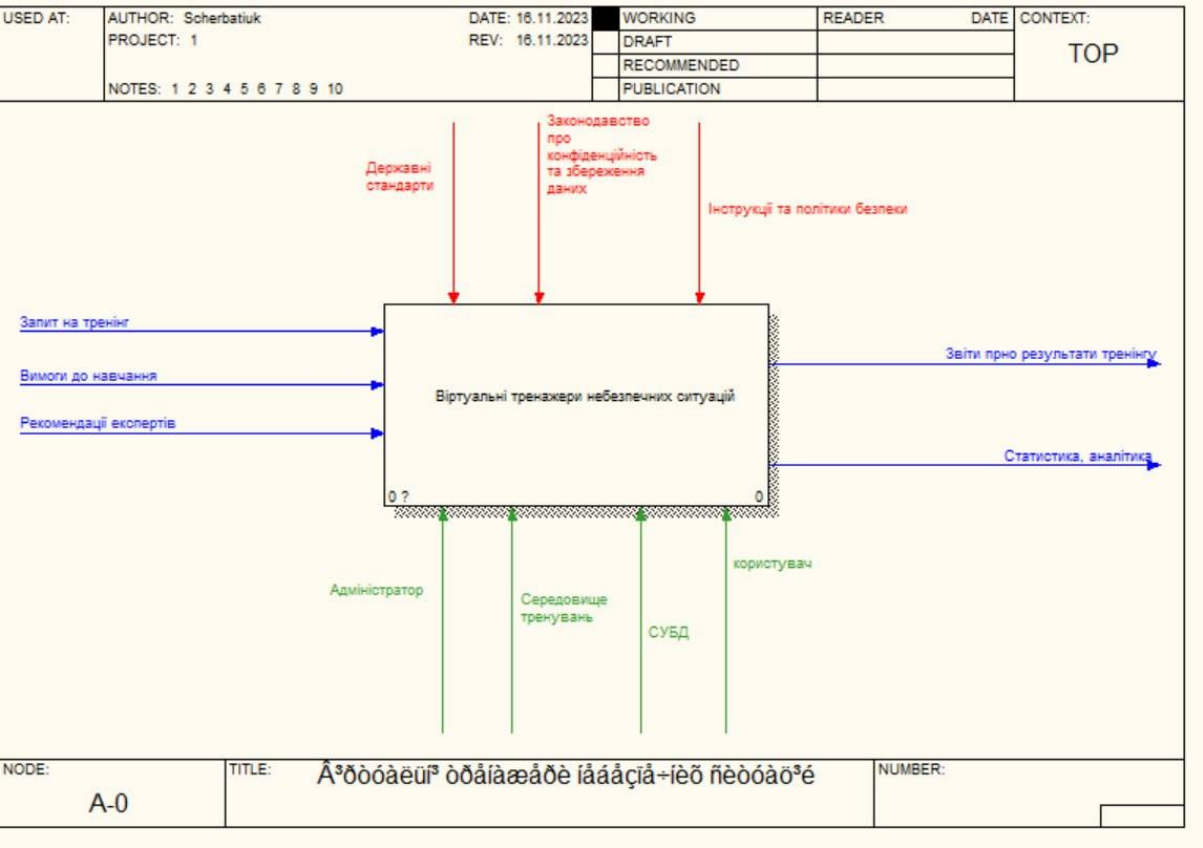 USED AT:
AUTHOR: Scherbatiuk
DATE: 16.11.2023
WORKING
READER
DATE
CONTEXT:
PROJECT: 1
REV: 16.11.2023
DRAFT
TOP
RECOMMENDED
NOTES: 1 2 3 4 5 6 7 8 9 10
PUBLICATION
Законодавство
про
конфіденційність
та збереження
даних
Державні
стандарти
Інструкції та політики безпеки
Запит на тренінг
Вимоги до навчання
Рекомендації експертів
Звіти прно результати тренінгу
Віртуальні тренажери небезпечних ситуацій
Статистика, аналітика
0 ?
0
Адміністратор
Середовище
тренувань
СУБД
користувач
NODE:
A-0
TITLE:
Â³ðòóàëüí³ òðåíàæåðè íåáåçïå÷íèõ ñèòóàö³é
NUMBER: